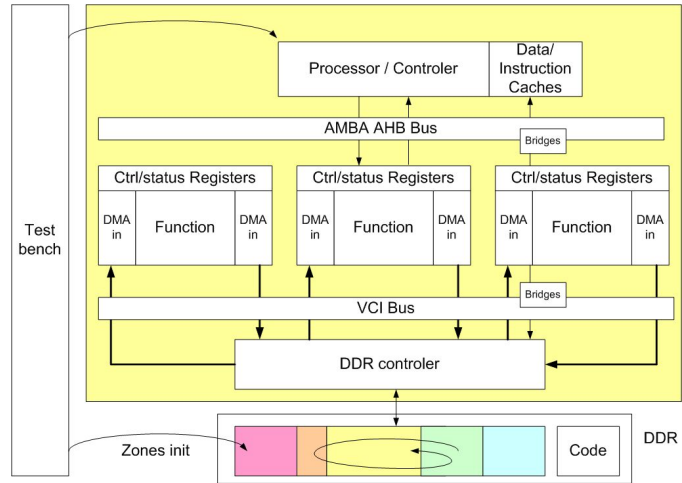 Processor / Controler
Data/
Instruction
Caches
AMBA AHB Bus
Bridges
Ctrl/status Registers
Ctrl/status Registers
Ctrl/status Registers
DMA
in
Function
DMA
in
DMA
in
Function
DMA
in
DMA
in
Function
DMA
in
Test
bench
Bridges
VCI Bus
DDR controler
Zones init
Code
DDR